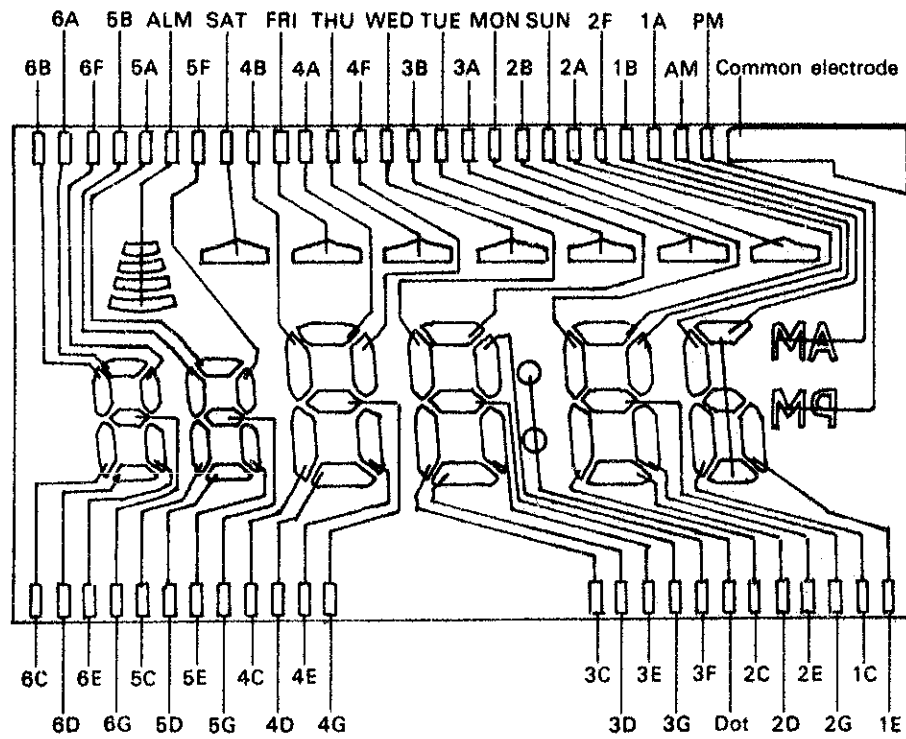 6A 5B ALM SAT FRI THU WED TUE MON SUN 2F 1A PM
6B 6F 5A 5F 4B 4A 4F 3B 3A 2B 2A 1B AM Common electrode
MA
PM
6C 6E 5C 5E 4C 4E 3C 3E 3F 2C 2E 1C
6D 6G 5D 5G 4D 4G 3D 3G Dot 2D 2G 1E